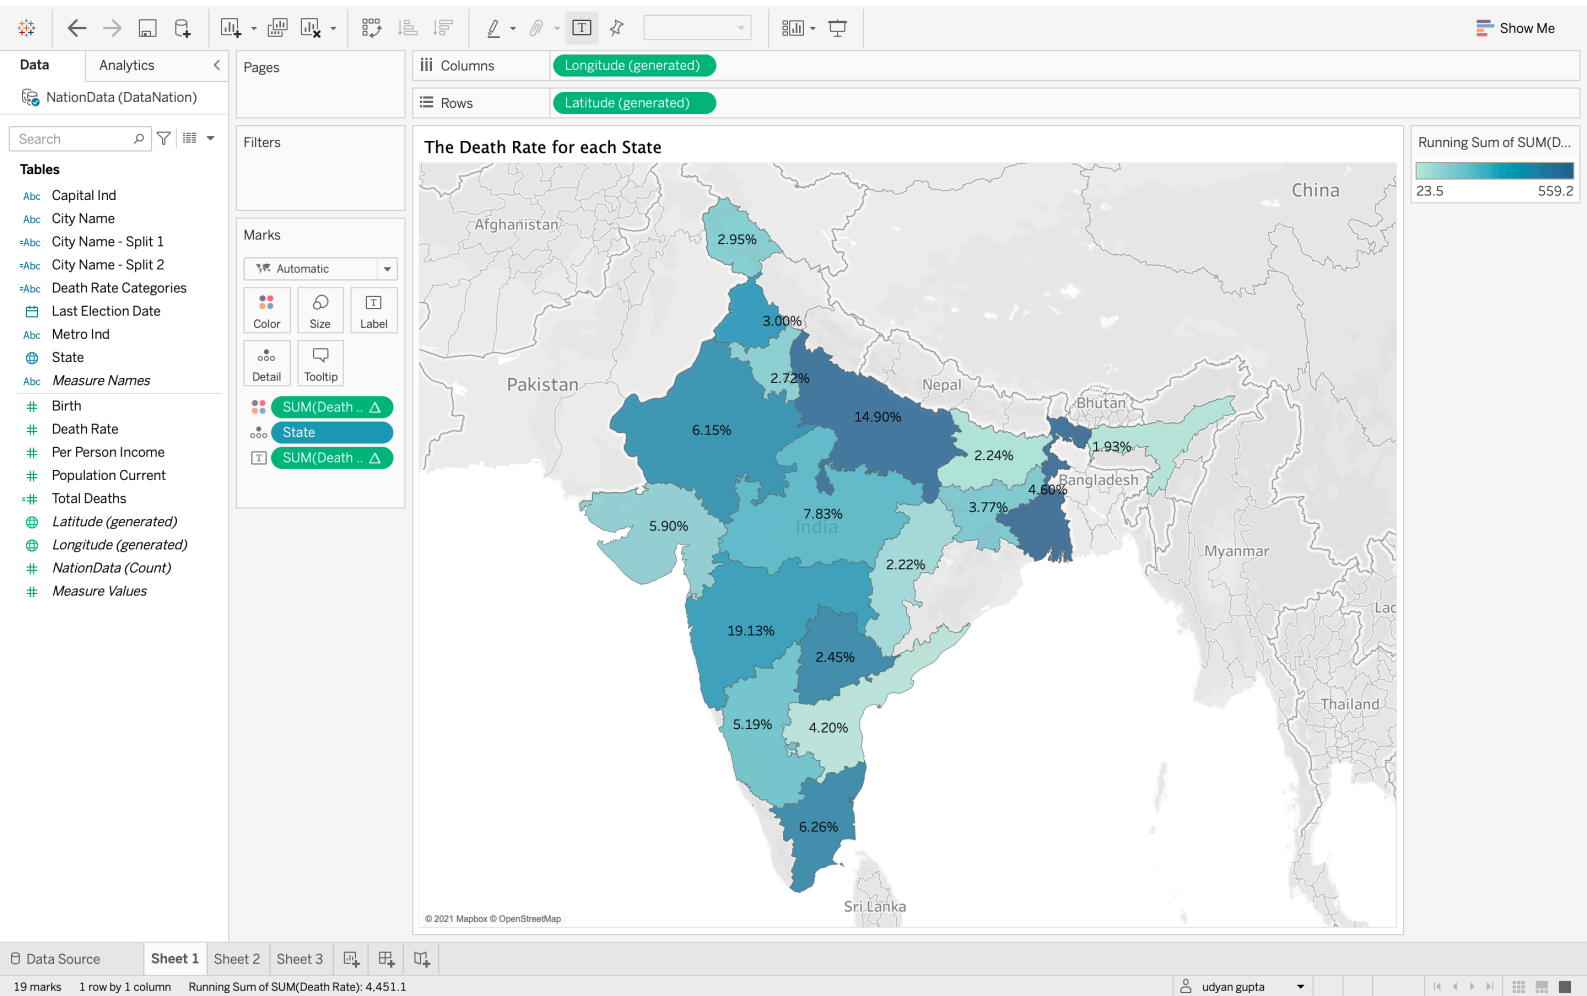 Show Me
Data
Analytics
NationData (DataNation)
Search
Tables
Abc Capital Ind
Abc City Name
=Abc City Name - Split 1
=Abc City Name - Split 2
=Abc Death Rate Categories
Last Election Date
Abc Metro Ind
State
Abc Measure Names
Birth
Death Rate
Per Person Income
Population Current
Total Deaths
Latitude (generated)
Longitude (generated)
NationData (Count)
Measure Values
Pages
Filters
Marks
Automatic
Color
Size
T
Label
Detail
Tooltip
SUM(Death .. △
State
T SUM(Death .. △
Columns
Longitude (generated)
Rows
Latitude (generated)
The Death Rate for each State
China
Afghanistan
2.95%
3.00%
Pakistan
2.72%
Nepal
Bhutan
14.90%
6.15%
1.93%
2.24%
Bangladesh
4.60%
3.77%
7.83%
India
5.90%
Myanmar
2.22%
Lao
19.13%
2.45%
Thailand
5.19%
4.20%
6.26%
Sri Lanka
© 2021 Mapbox © OpenStreetMap
Running Sum of SUM(D...
23.5
559.2
Data Source
Sheet 1
Sheet 2
Sheet 3
19 marks
1 row by 1 column
Running Sum of SUM(Death Rate): 4,451.1
udyan gupta